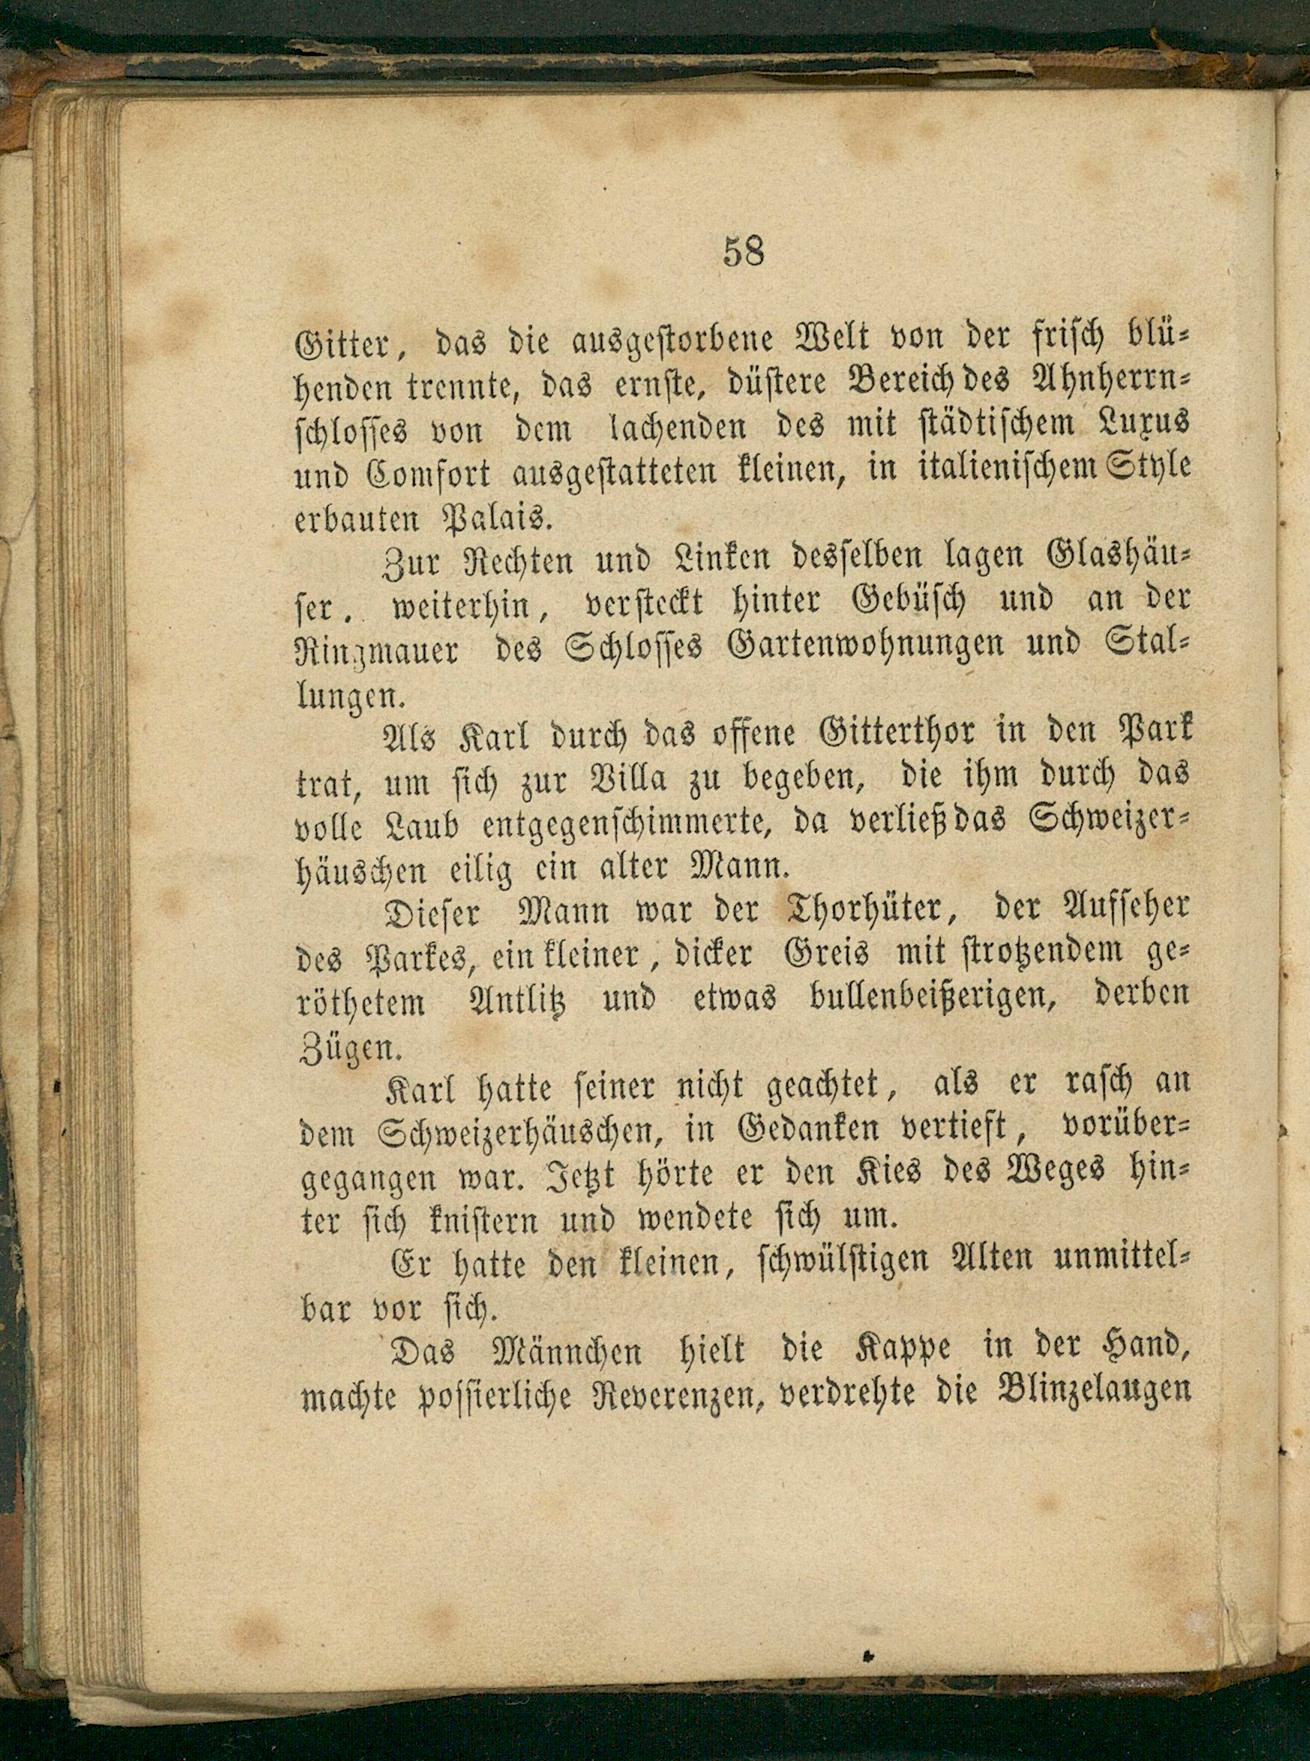 58
Gitter, das die ausgestorbene Welt von der frisch blü-
henden trennte, das ernste, düstere Bereich des Ahnherrn-
schlosses von dem lachenden des mit städtischem Luxus
und Comfort ausgestatteten kleinen, in italienischem Style
erbauten Palais.
Zur Rechten und Linken desselben lagen Glashäu-
ser, weiterhin, versteckt hinter Gebüsch und an der
Ringmauer des Schlosses Gartenwohnungen und Stal-
lungen.
Als Karl durch das offene Gitterthor in den Park
trat, um sich zur Villa zu begeben, die ihm durch das
volle Laub entgegenschimmerte, da verließ das Schweizer-
häuschen eilig ein alter Mann.
Dieser Mann war der Thorhüter, der Aufseher
des Parkes, ein kleiner, dicker Greis mit strotzendem ge-
röthetem Antlitz und etwas bullenbeißerigen, derben
Zügen.
Karl hatte seiner nicht geachtet, als er rasch an
dem Schweizerhäuschen, in Gedanken vertieft, vorüber-
gegangen war. Jetzt hörte er den Kies des Weges hin-
ter sich knistern und wendete sich um.
Er hatte den kleinen, schwülstigen Alten unmittel-
bar vor sich.
Das Männchen hielt die Kappe in der Hand,
machte possierliche Reverenzen, verdrehte die Blinzelaugen